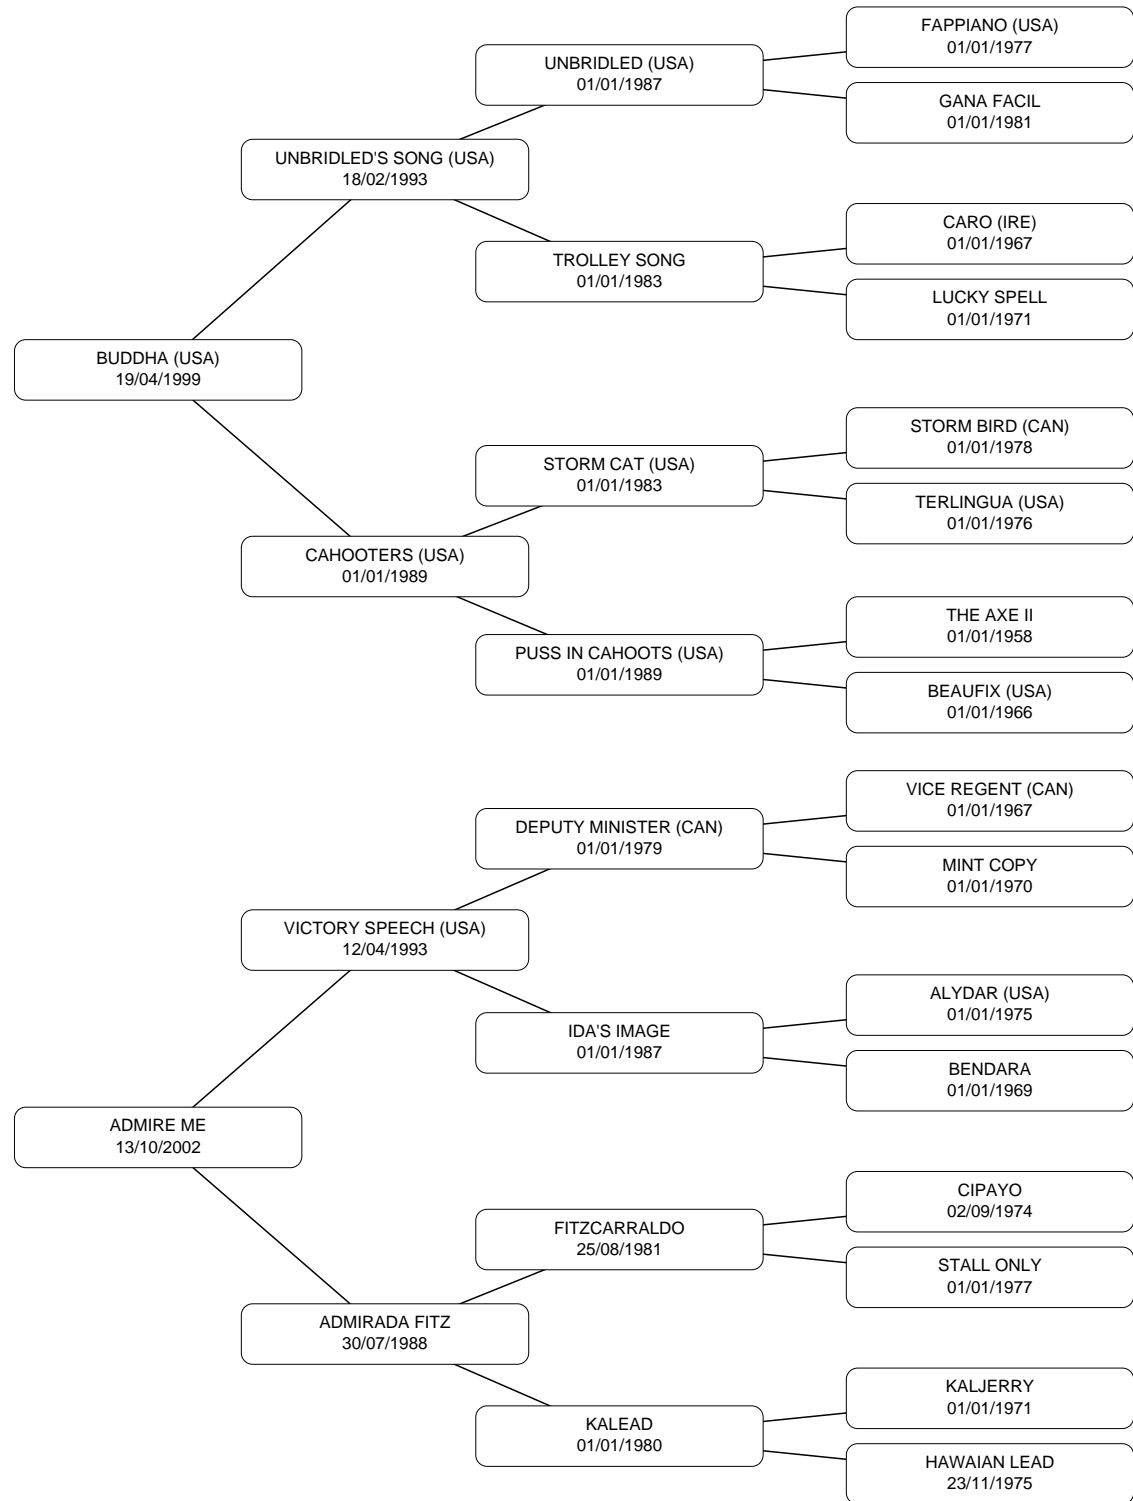 FAPPIANO (USA)
01/01/1977
UNBRIDLED (USA)
01/01/1987
GANA FACIL
01/01/1981
UNBRIDLED'S SONG (USA)
18/02/1993
CARO (IRE)
01/01/1967
TROLLEY SONG
01/01/1983
LUCKY SPELL
01/01/1971
BUDDHA (USA)
19/04/1999
STORM BIRD (CAN)
01/01/1978
STORM CAT (USA)
01/01/1983
TERLINGUA (USA)
01/01/1976
CAHOOTERS (USA)
01/01/1989
THE AXE II
01/01/1958
PUSS IN CAHOOTS (USA)
01/01/1989
BEAUFIX (USA)
01/01/1966
VICE REGENT (CAN)
01/01/1967
DEPUTY MINISTER (CAN)
01/01/1979
MINT COPY
01/01/1970
VICTORY SPEECH (USA)
12/04/1993
ALYDAR (USA)
01/01/1975
IDA'S IMAGE
01/01/1987
BENDARA
01/01/1969
ADMIRE ME
13/10/2002
CIPAYO
02/09/1974
FITZCARRALDO
25/08/1981
STALL ONLY
01/01/1977
ADMIRADA FITZ
30/07/1988
KALJERRY
01/01/1971
KALEAD
01/01/1980
HAWAIAN LEAD
23/11/1975